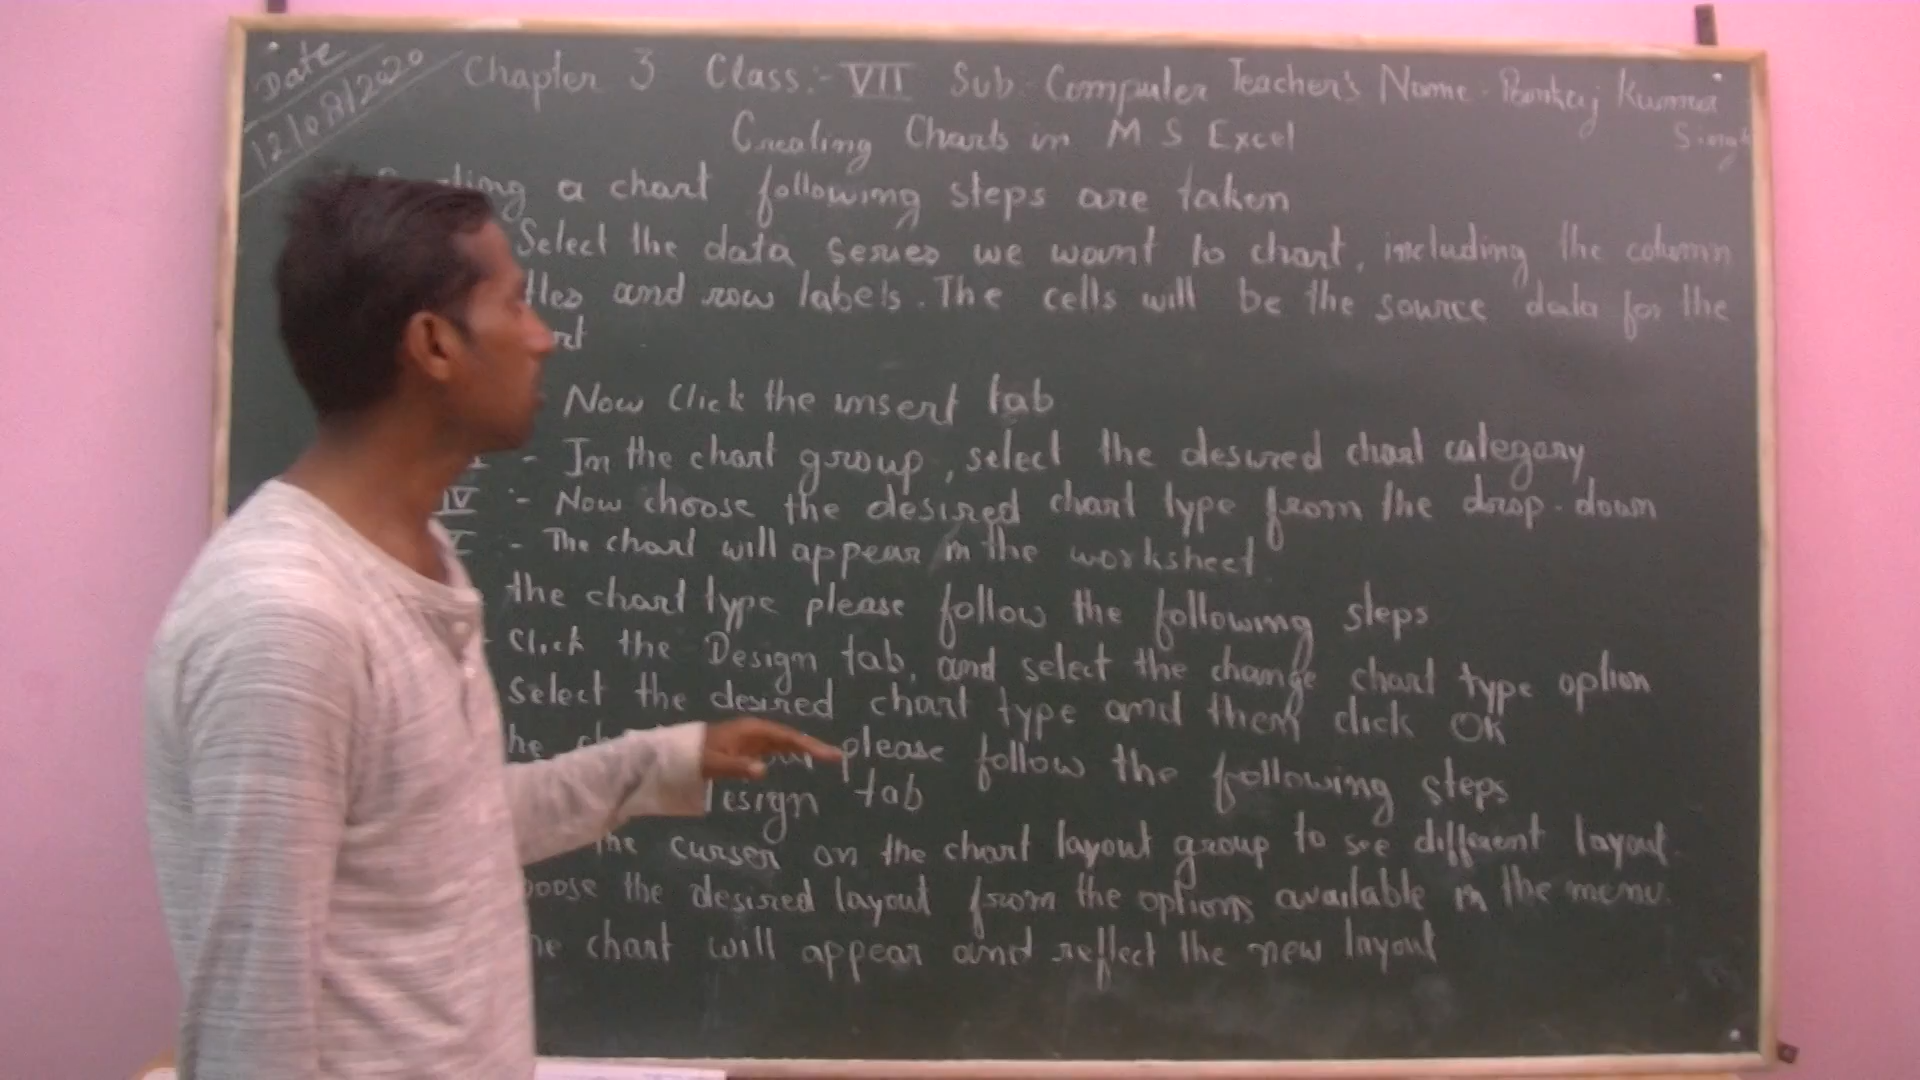 Date
12/08/2020
Chapter 3 Class:- VII Sub Computer Teacher's Name - Pankaj Kumar
Singh
Creating Charts in M S Excel
a chart following steps are taken
Select the data series we want to chart, including the column
and row labels. The cells will be the source data for the
Now Click the insert tab
- In the chart group, select the desired chart category
IV :- Now choose the desired chart type from the drop-down
- The chart will appear in the worksheet
the chart type please follow the following steps
Click the Design tab, and select the change chart type option
Select the desired chart type and then click OK
please follow the following steps
Design tab
the curser on the chart layout group to see different layout.
the desired layout from the options available in the menu.
chart will appear and reflect the new layout